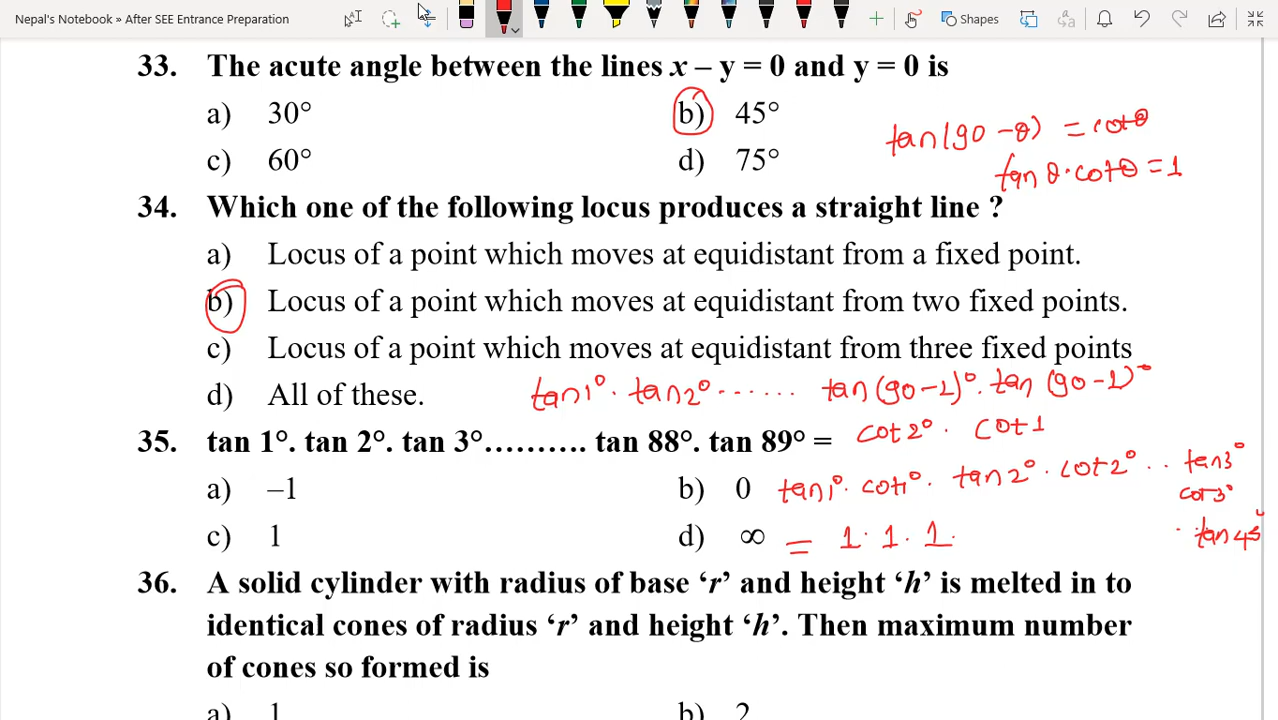 Nepal's Notebook » After SEE Entrance Preparation
Shapes
33. The acute angle between the lines x – y = 0 and y = 0 is
a) 30° b) 45°
c) 60° d) 75°
tan(90 - θ) = cotθ
tan θ · cotθ = 1
34. Which one of the following locus produces a straight line ?
a) Locus of a point which moves at equidistant from a fixed point.
b) Locus of a point which moves at equidistant from two fixed points.
c) Locus of a point which moves at equidistant from three fixed points
d) All of these.
tan1° · tan2° ...... tan(90-2)° · tan (90-1)°
35. tan 1°. tan 2°. tan 3°………. tan 88°. tan 89° =
cot2° · cot1
a) –1 b) 0
tan1° · cot1° · tan2° · cot2° .. tan3°
cot3°
c) 1 d) ∞
= 1 · 1 · 1
· tan45°
36. A solid cylinder with radius of base ‘r’ and height ‘h’ is melted in to
identical cones of radius ‘r’ and height ‘h’. Then maximum number
of cones so formed is
a) 1 b) 2